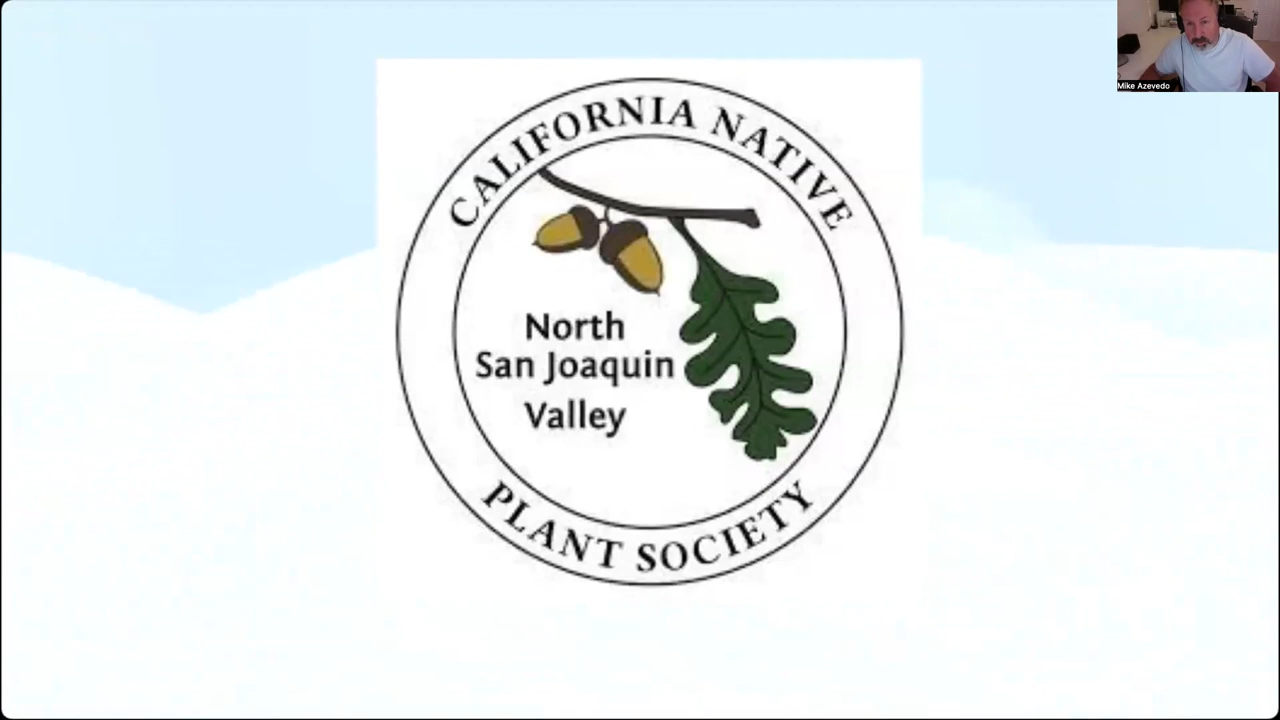 CALIFORNIA NATIVE
North
San Joaquin
Valley
PLANT SOCIETY
Mike Azevedo